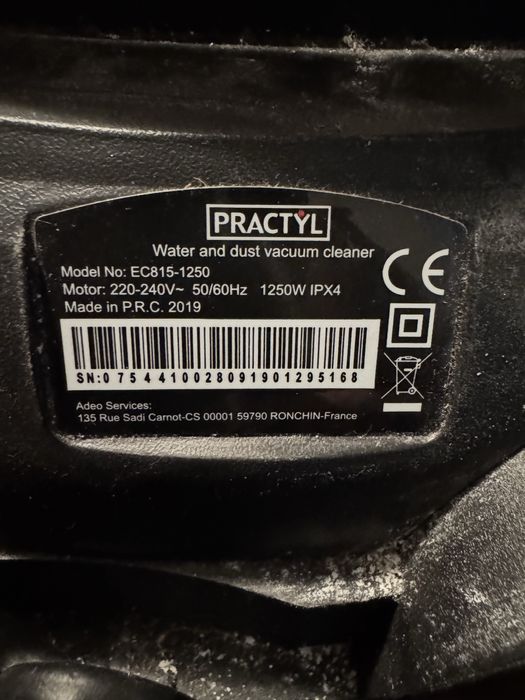 PRACTYL
Water and dust vacuum cleaner
Model No: EC815-1250
Motor: 220-240V~ 50/60Hz 1250W IPX4
Made in P.R.C. 2019
CE
SN:0754410028091901295168
Adeo Services:
135 Rue Sadi Carnot-CS 00001 59790 RONCHIN-France